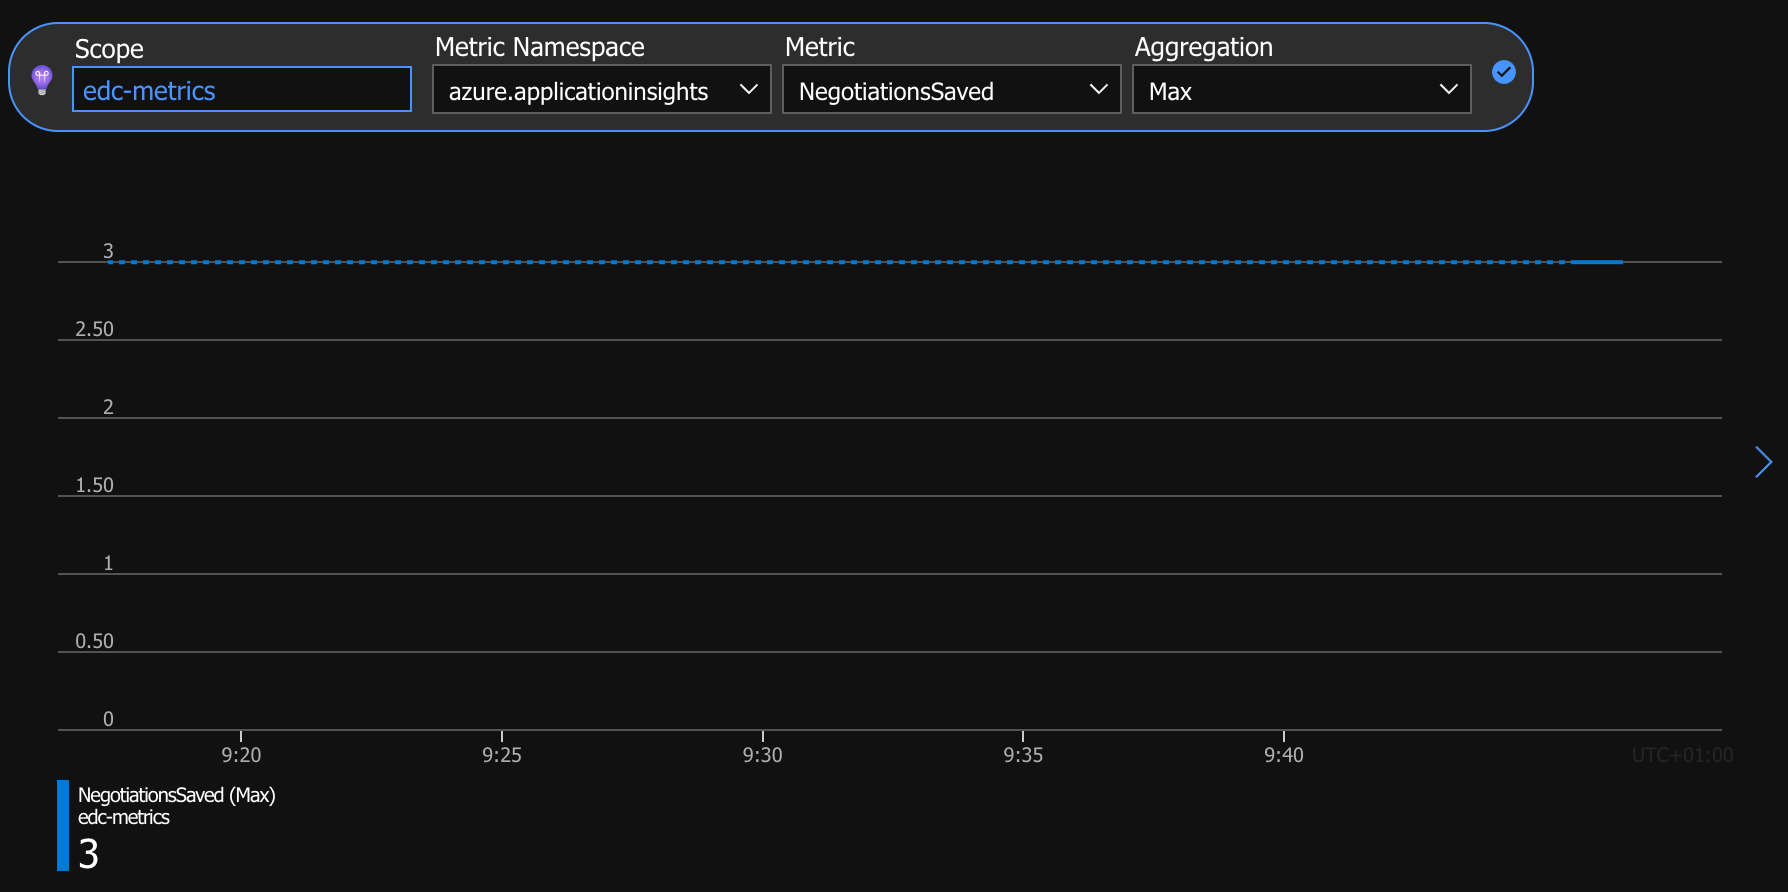 Scope
Metric Namespace
Metric
Aggregation
edc-metrics
azure.applicationinsights
NegotiationsSaved
Max
3
2.50
2
1.50
1
0.50
0
9:20
9:25
9:30
9:35
9:40
UTC+01:00
NegotiationsSaved (Max)
edc-metrics
3